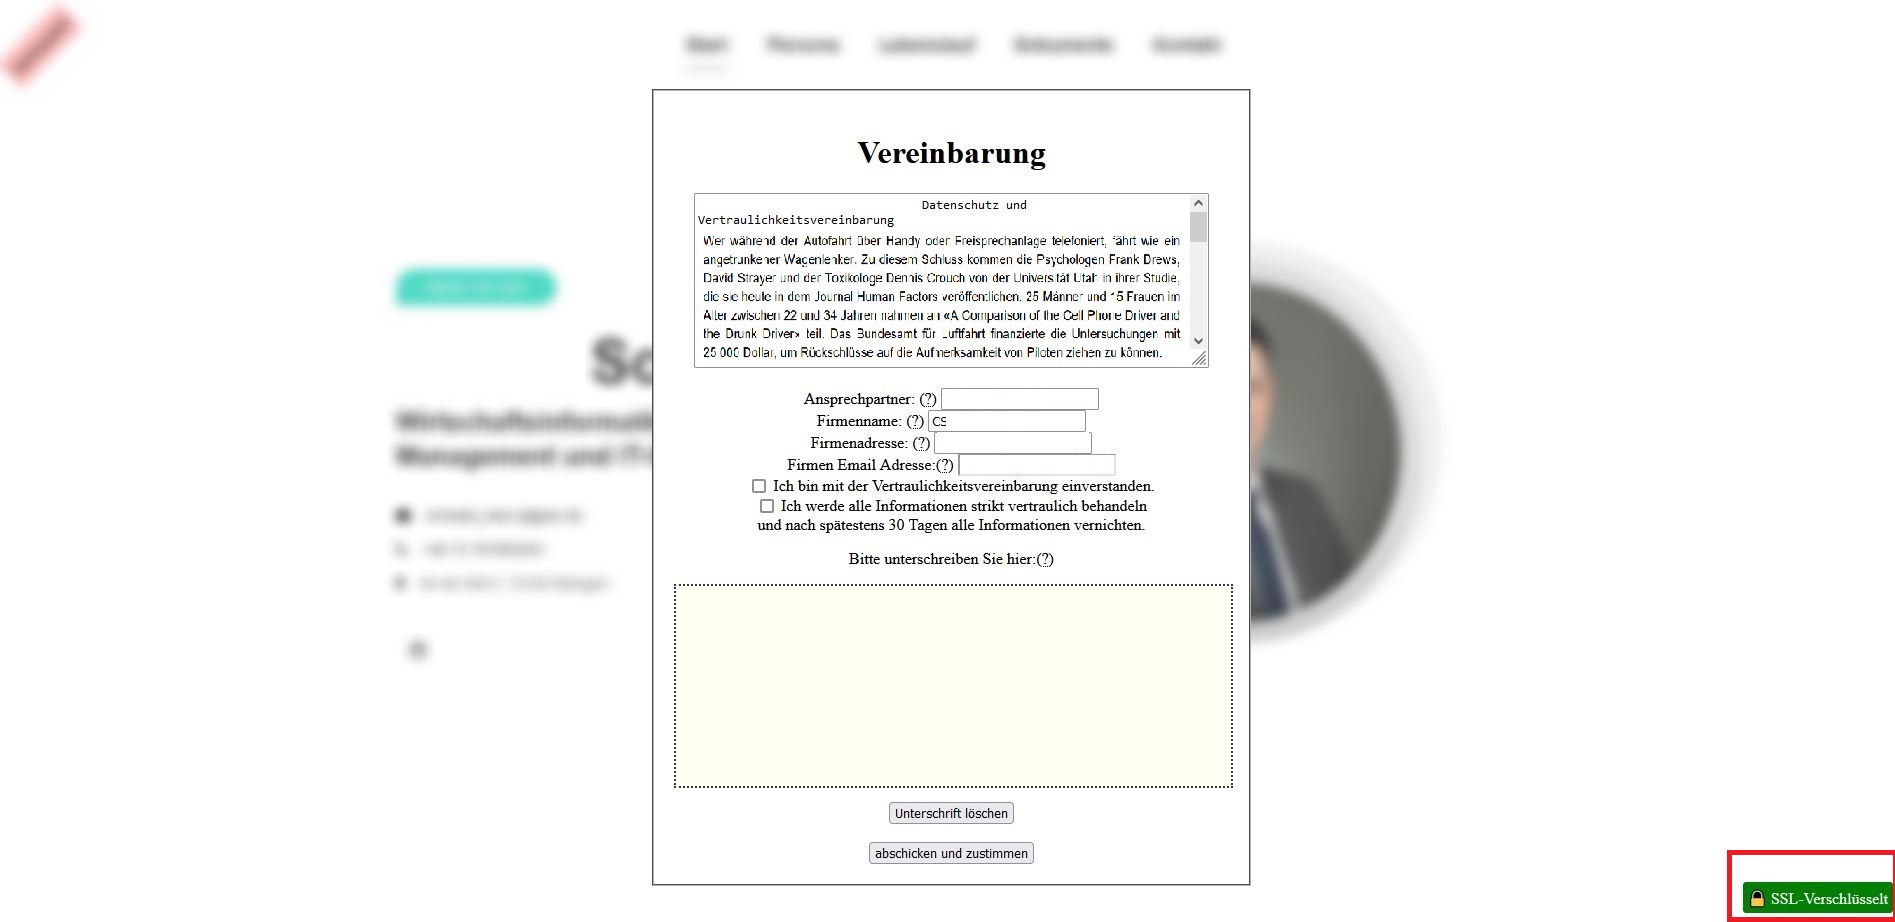 Vereinbarung
Datenschutz und
Vertraulichkeitsvereinbarung
Wer während der Autofahrt über Handy oder Freisprechanlage telefoniert, fährt wie ein
angetrunkener Wagenlenker. Zu diesem Schluss kommen die Psychologen Frank Drews,
David Strayer und der Toxikologe Dennis Crouch von der Universität Utah in ihrer Studie,
die sie heute in dem Journal Human Factors veröffentlichen. 25 Männer und 15 Frauen im
Alter zwischen 22 und 34 Jahren nahmen an «A Comparison of the Cell Phone Driver and
the Drunk Driver» teil. Das Bundesamt für Luftfahrt finanzierte die Untersuchungen mit
25 000 Dollar, um Rückschlüsse auf die Aufmerksamkeit von Piloten ziehen zu können.
Ansprechpartner: (?)
Firmenname: (?) CS
Firmenadresse: (?)
Firmen Email Adresse:(?)
Ich bin mit der Vertraulichkeitsvereinbarung einverstanden.
Ich werde alle Informationen strikt vertraulich behandeln
und nach spätestens 30 Tagen alle Informationen vernichten.
Bitte unterschreiben Sie hier:(?)
Unterschrift löschen
abschicken und zustimmen
SSL-Verschlüsselt